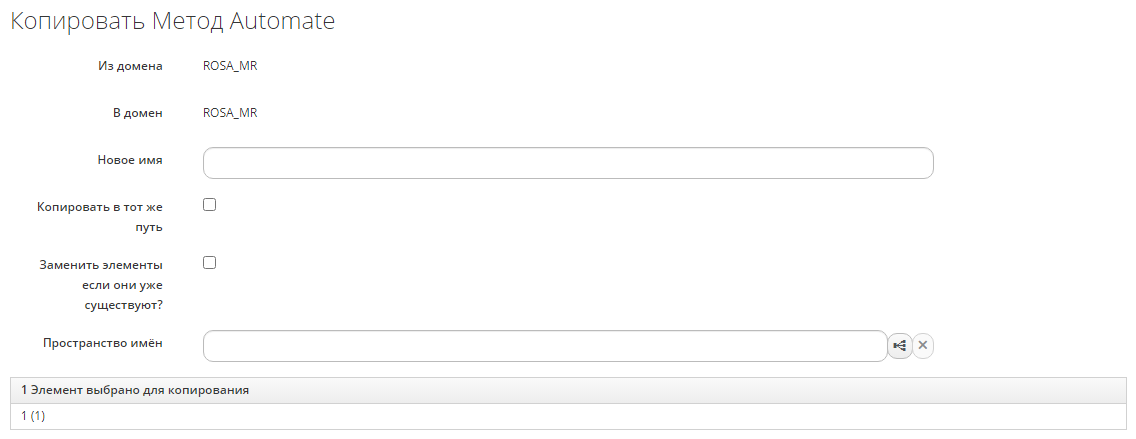 Копировать Метод Automate
Из домена ROSA_MR
В домен ROSA_MR
Новое имя
Копировать в тот же
путь
Заменить элементы
если они уже
существуют?
Пространство имён
1 Элемент выбрано для копирования
1 (1)